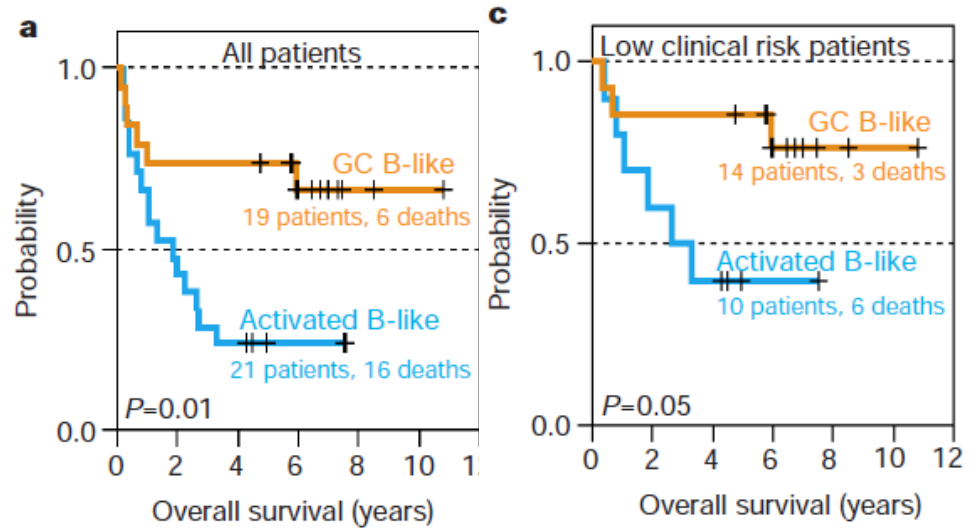 a
All patients
1.0
0.5
0.0
Probability
GC B-like
19 patients, 6 deaths
Activated B-like
21 patients, 16 deaths
P=0.01
0 2 4 6 8 10 1
Overall survival (years)
c
Low clinical risk patients
1.0
0.5
0.0
Probability
GC B-like
14 patients, 3 deaths
Activated B-like
10 patients, 6 deaths
P=0.05
0 2 4 6 8 10 12
Overall survival (years)